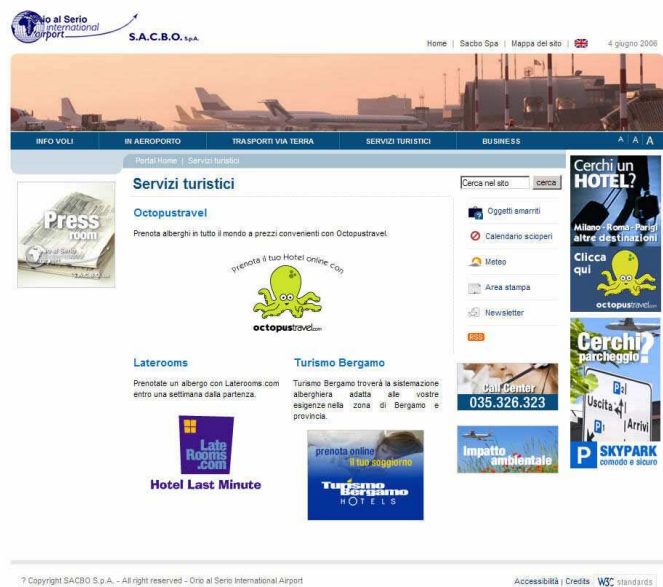 Orio al Serio
international
airport
S.A.C.B.O. S.p.A.
Home | Sacbo Spa | Mappa del sito |
4 giugno 2008
INFO VOLI
IN AEROPORTO
TRASPORTI VIA TERRA
SERVIZI TURISTICI
BUSINESS
A | A | A
Portal Home | Servizi turistici
Press
room
Orio al Serio
S.A.C.B.O.
Servizi turistici
Octopustravel
Prenota alberghi in tutto il mondo a prezzi convenienti con Octopustravel.
Prenota il tuo Hotel online con
octopustravel.com
Laterooms
Prenotate un albergo con Laterooms.com
entro una settimana dalla partenza.
Late
Rooms
.com
Hotel Last Minute
Turismo Bergamo
Turismo Bergamo troverà la sistemazione
alberghiera adatta alle vostre
esigenze nella zona di Bergamo e
provincia.
prenota online
il tuo soggiorno
Turismo
Bergamo
HOTELS
Cerca nel sito
cerca
Oggetti smarriti
Calendario scioperi
Meteo
Area stampa
Newsletter
RSS
Call Center
035.326.323
Impatto
ambientale
Cerchi un
HOTEL?
Milano - Roma - Parigi
altre destinazioni
Clicca
qui
octopustravel.com
Cerchi
parcheggio?
P3
Uscita
P1
Arrivi
P SKYPARK
comodo e sicuro
? Copyright SACBO S.p.A. - All right reserved - Orio al Serio International Airport
Accessibilità | Credits | W3C standards |